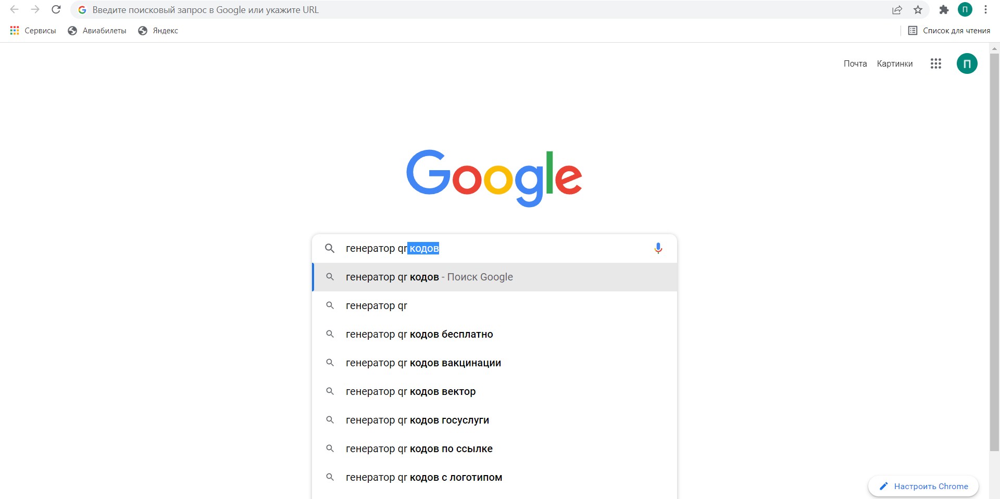 Введите поисковый запрос в Google или укажите URL
П
Сервисы
Авиабилеты
Яндекс
Список для чтения
Почта
Картинки
П
Google
генератор qr кодов
генератор qr кодов - Поиск Google
генератор qr
генератор qr кодов бесплатно
генератор qr кодов вакцинации
генератор qr кодов вектор
генератор qr кодов госуслуги
генератор qr кодов по ссылке
генератор qr кодов с логотипом
Настроить Chrome